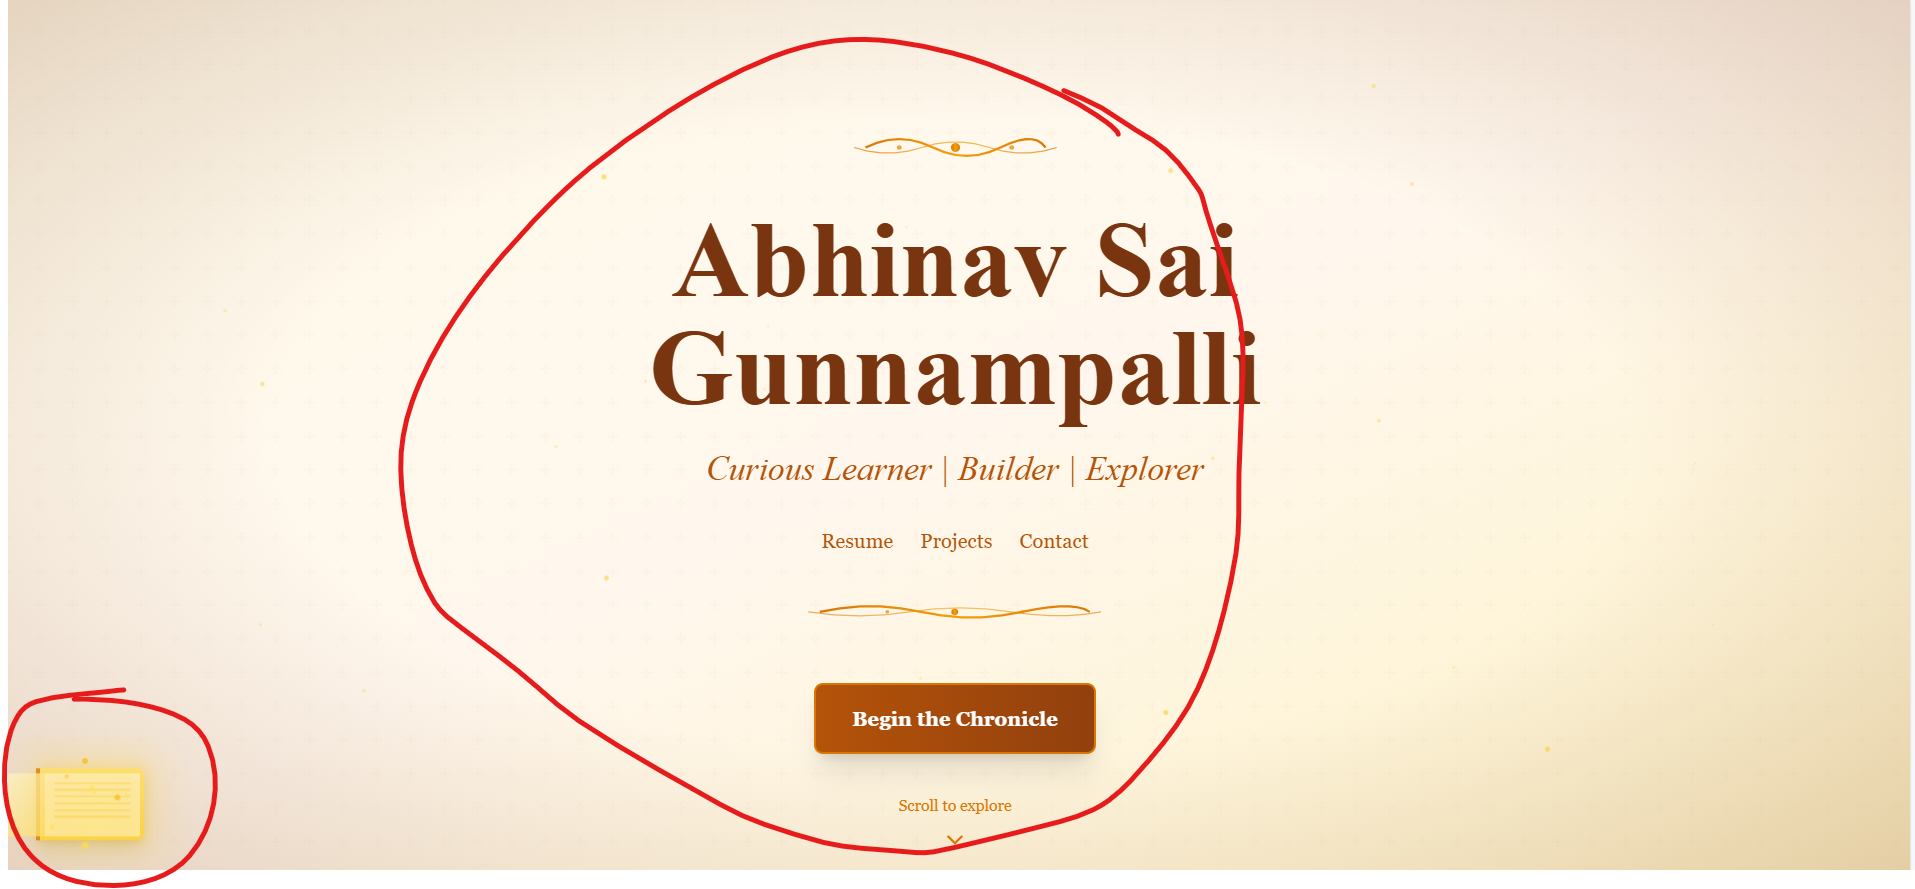 Abhinav Sai
Gunnampalli
Curious Learner | Builder | Explorer
Resume Projects Contact
Begin the Chronicle
Scroll to explore